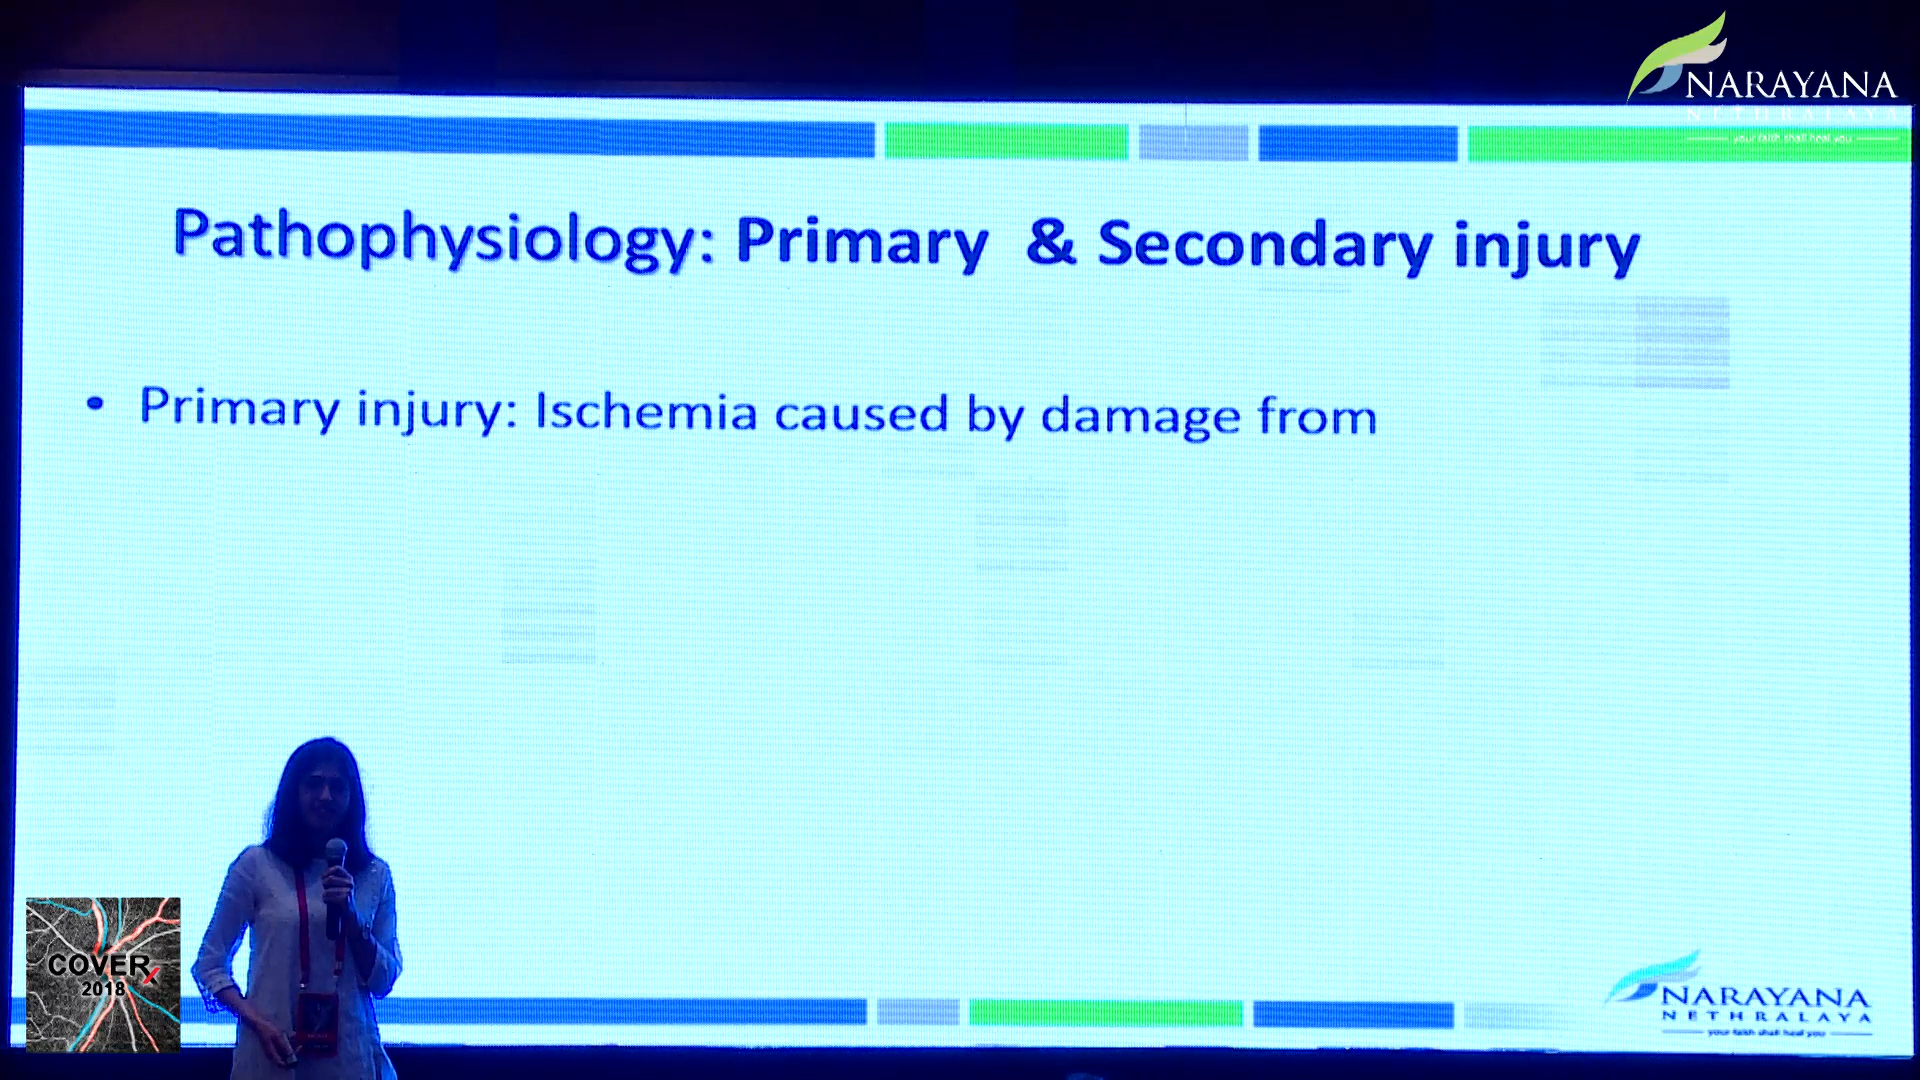 NARAYANA
NETHRALAYA
your faith shall heal you
Pathophysiology: Primary & Secondary injury
• Primary injury: Ischemia caused by damage from
COVERx
2018
NARAYANA
NETHRALAYA
your faith shall heal you